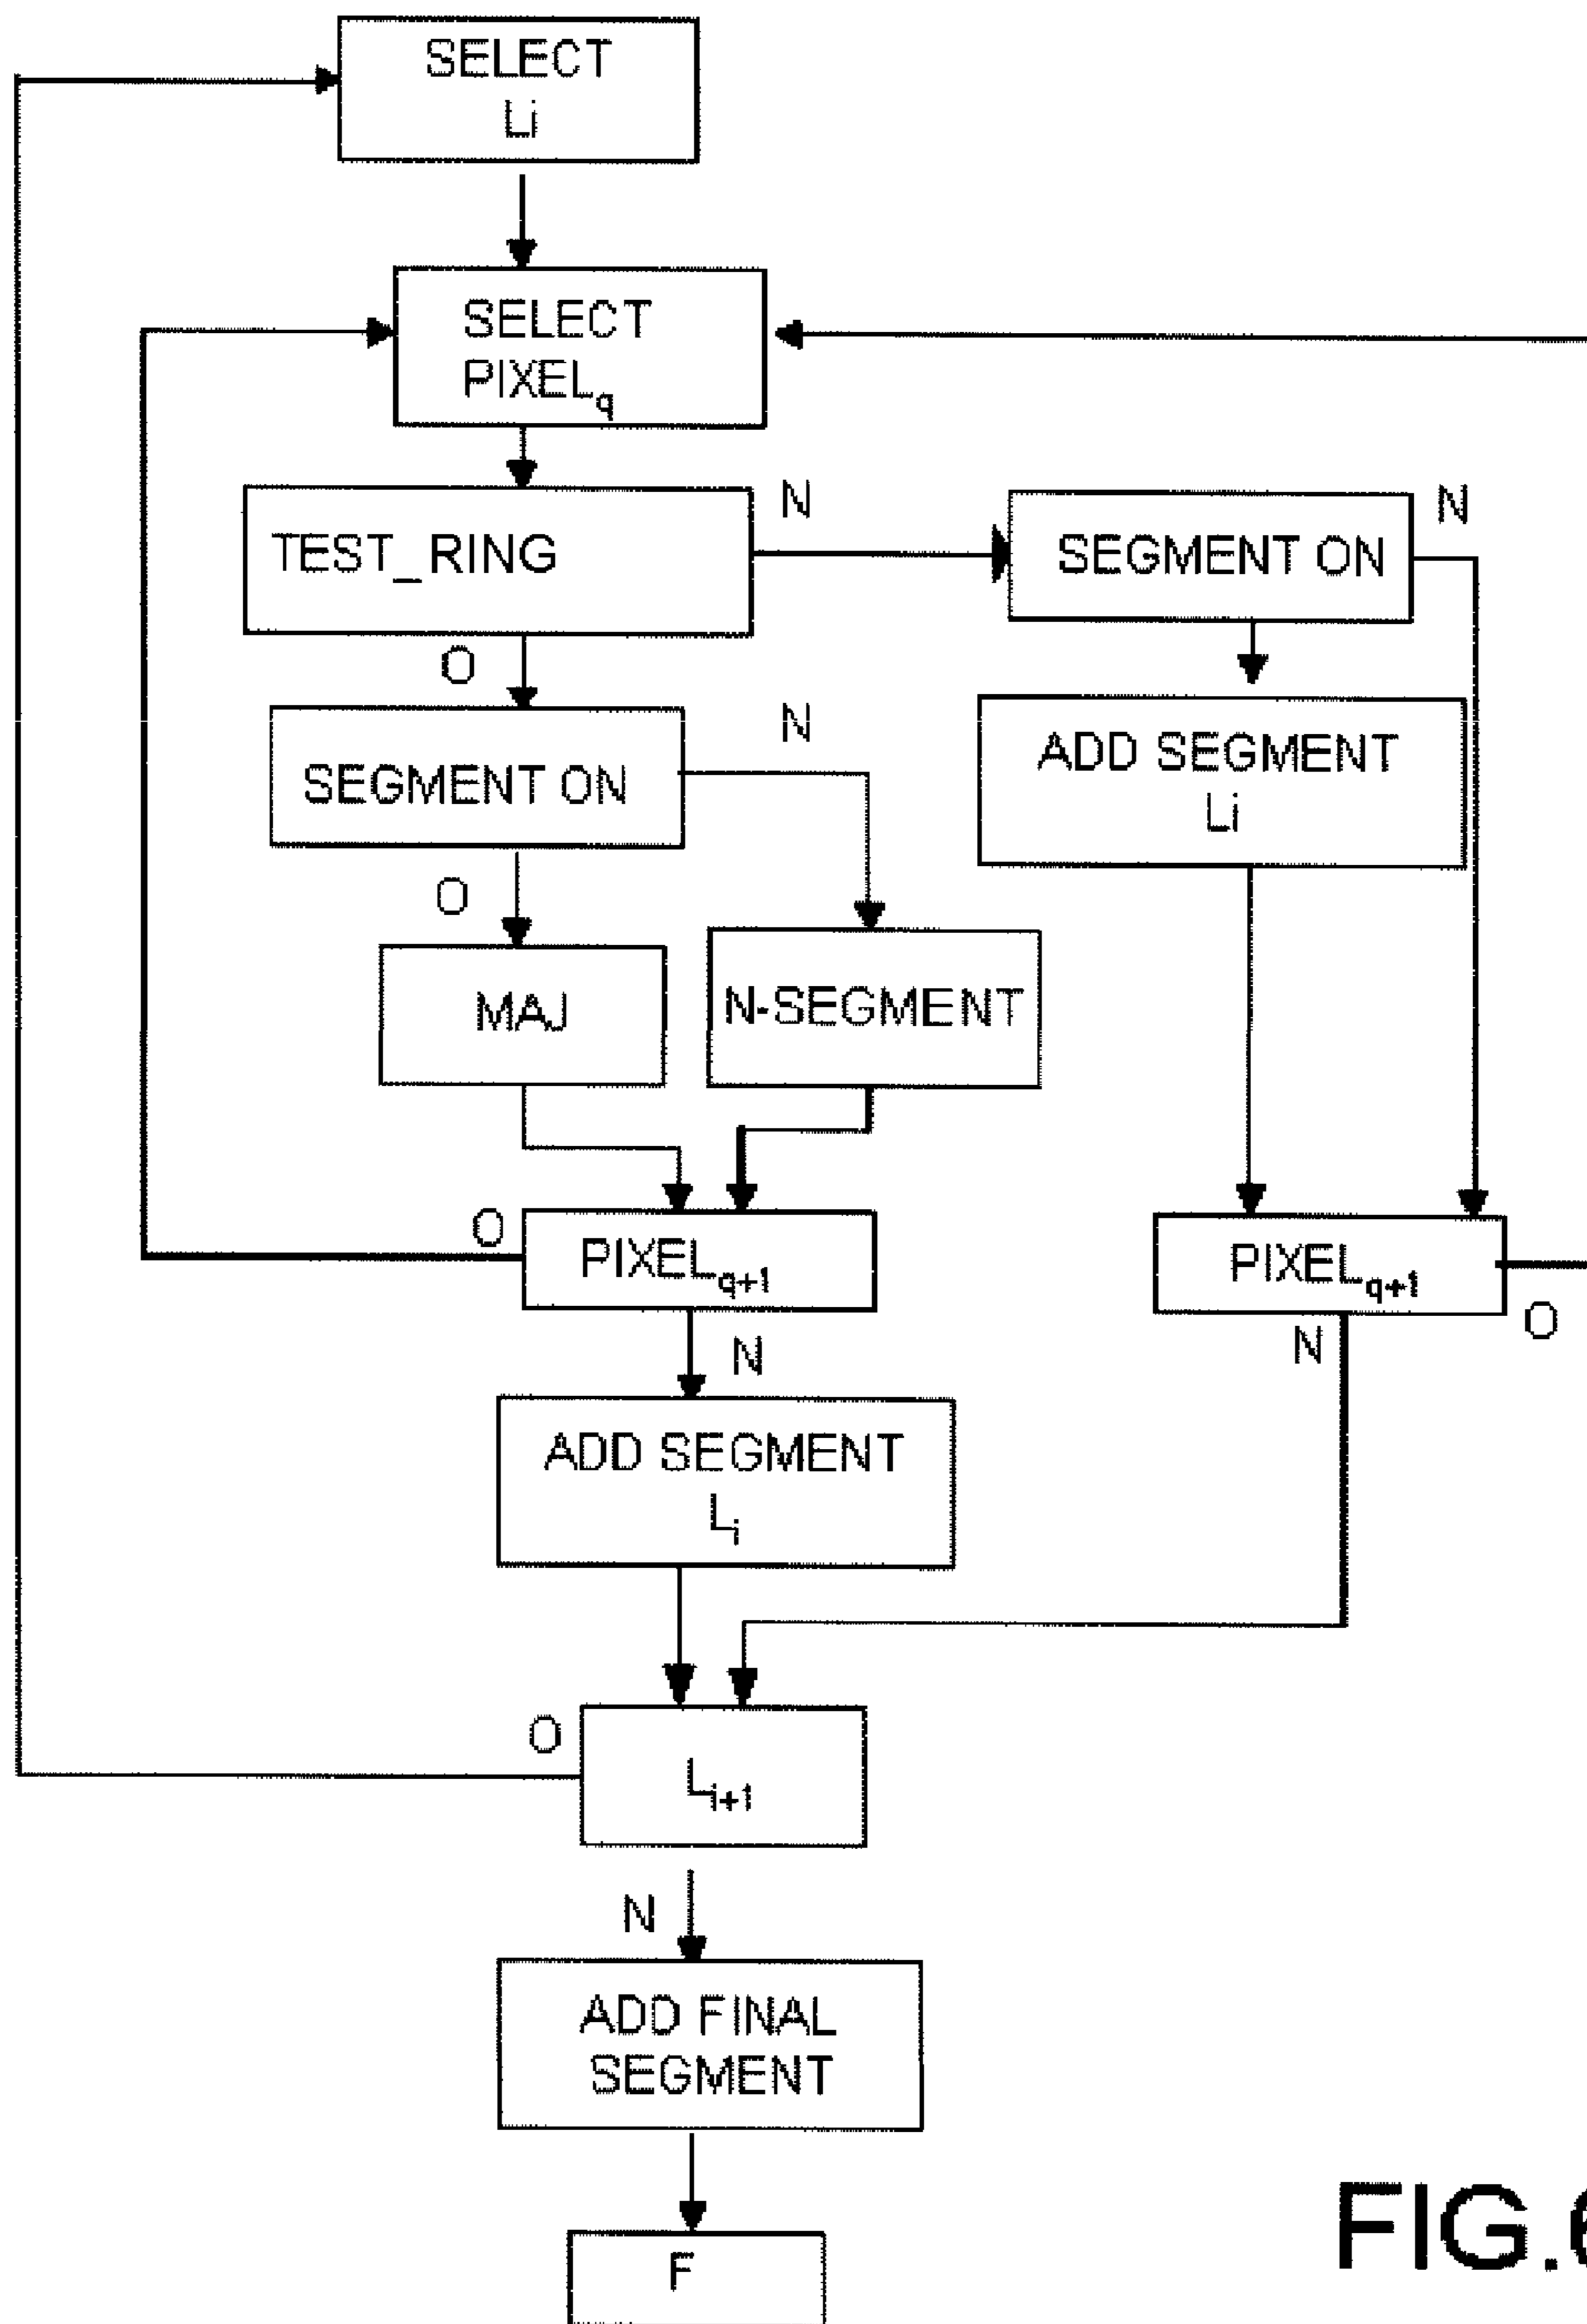 SELECT
Li
SELECT
PIXELq
TEST_RING
N
SEGMENT ON
N
O
SEGMENT ON
N
ADD SEGMENT
Li
O
MAJ
N-SEGMENT
O
PIXELq+1
PIXELq+1
O
N
N
ADD SEGMENT
Li
O
Li+1
N
ADD FINAL
SEGMENT
F
FIG.6